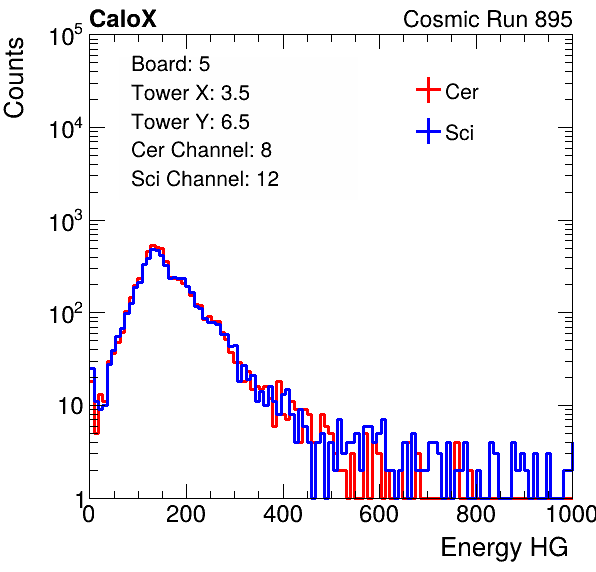 CaloX Cosmic Run 895
Counts
Board: 5
Tower X: 3.5
Tower Y: 6.5
Cer Channel: 8
Sci Channel: 12
Cer
Sci
10^5
10^4
10^3
10^2
10
1
0 200 400 600 800 1000
Energy HG